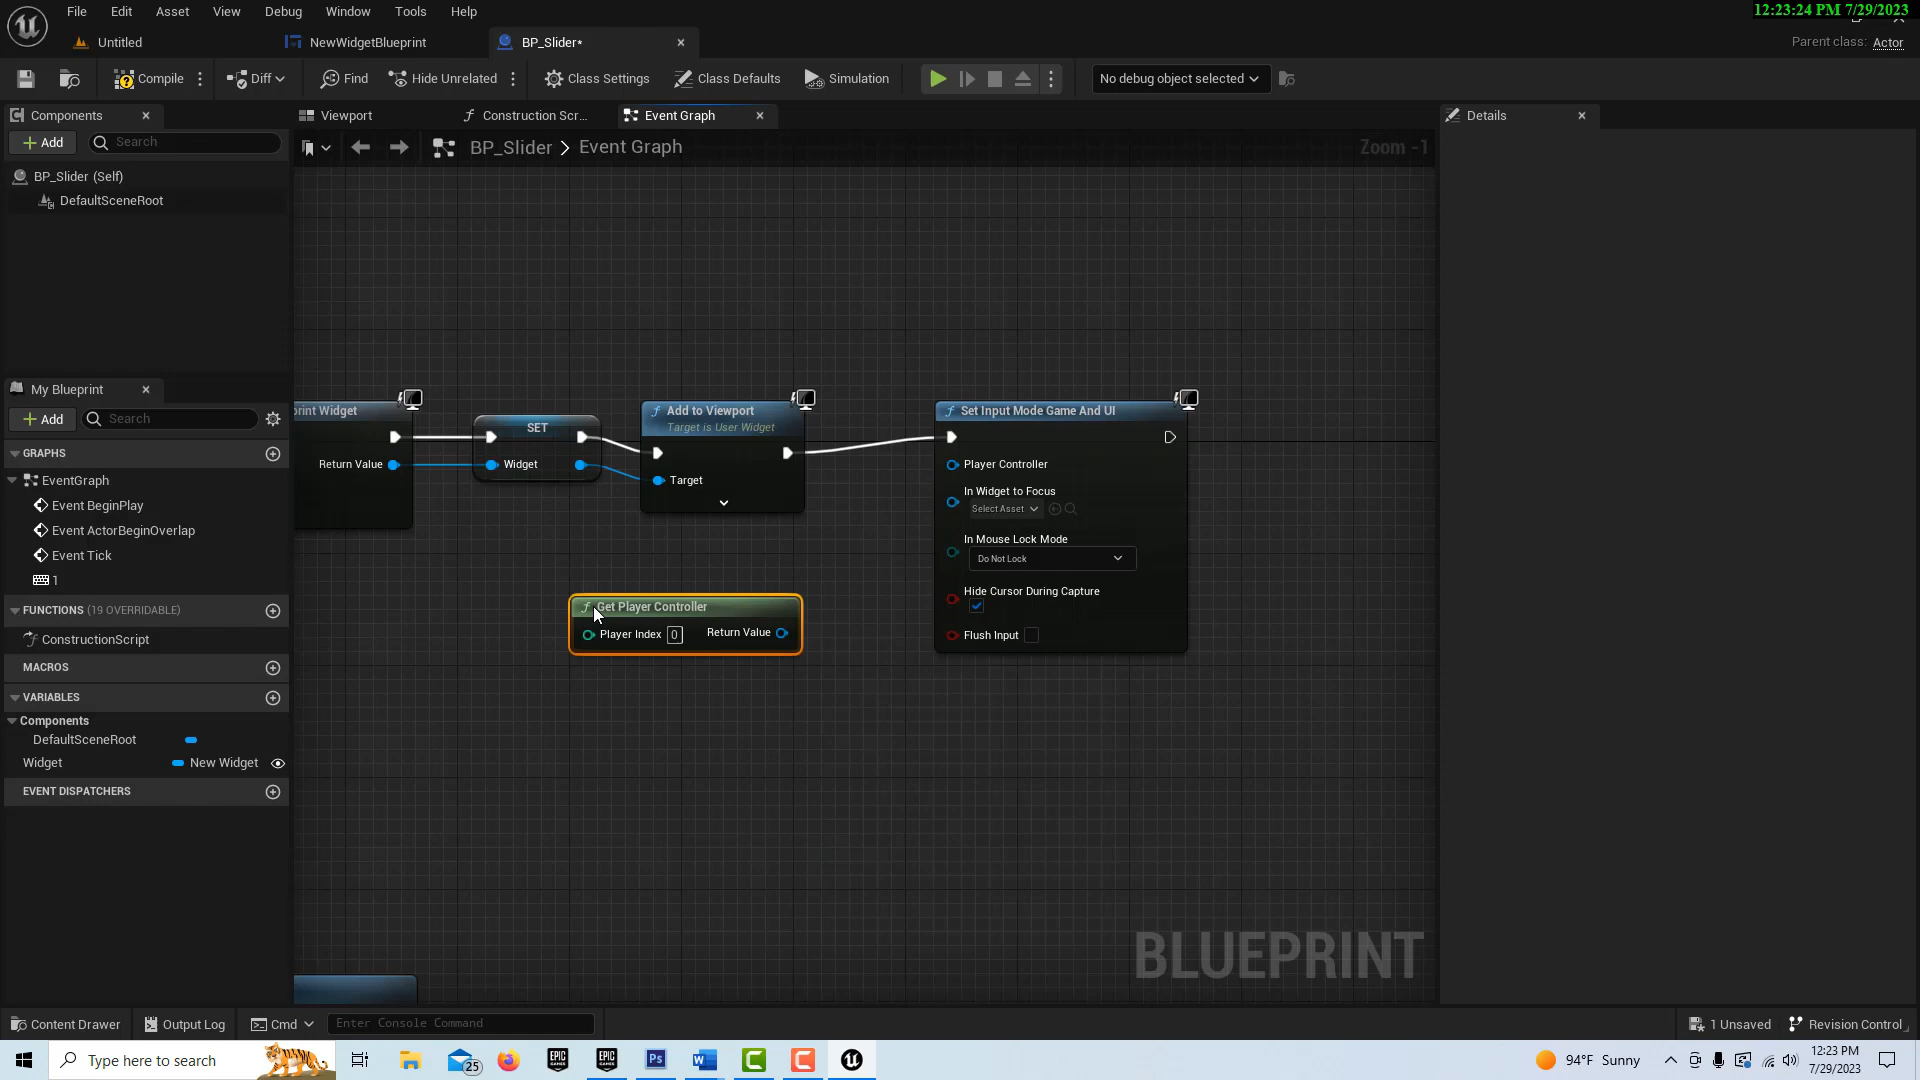 File Edit Asset View Debug Window Tools Help
12:23:24 PM 7/29/2023
Untitled
NewWidgetBlueprint
BP_Slider*
Parent class: Actor
Compile
Diff
Find
Hide Unrelated
Class Settings
Class Defaults
Simulation
No debug object selected
Components
Add
Search
BP_Slider (Self)
DefaultSceneRoot
Viewport
Construction Scr...
Event Graph
BP_Slider > Event Graph
Zoom -1
Details
My Blueprint
Add
Search
GRAPHS
EventGraph
Event BeginPlay
Event ActorBeginOverlap
Event Tick
1
FUNCTIONS (19 OVERRIDABLE)
ConstructionScript
MACROS
VARIABLES
Components
DefaultSceneRoot
Widget
New Widget
EVENT DISPATCHERS
print Widget
Return Value
SET
Widget
Add to Viewport
Target is User Widget
Target
Set Input Mode Game And UI
Player Controller
In Widget to Focus
Select Asset
In Mouse Lock Mode
Do Not Lock
Hide Cursor During Capture
Flush Input
Get Player Controller
Player Index 0
Return Value
BLUEPRINT
Content Drawer
Output Log
Cmd
Enter Console Command
1 Unsaved
Revision Control
Type here to search
25
EPIC GAMES
EPIC GAMES
Ps
94°F Sunny
12:23 PM
7/29/2023